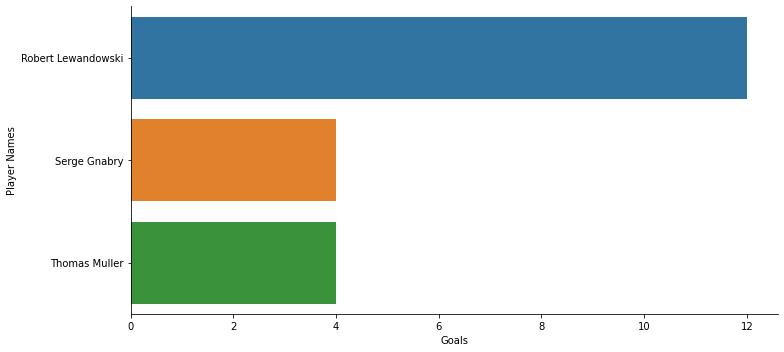 Player Names
Robert Lewandowski
Serge Gnabry
Thomas Muller
0 2 4 6 8 10 12
Goals